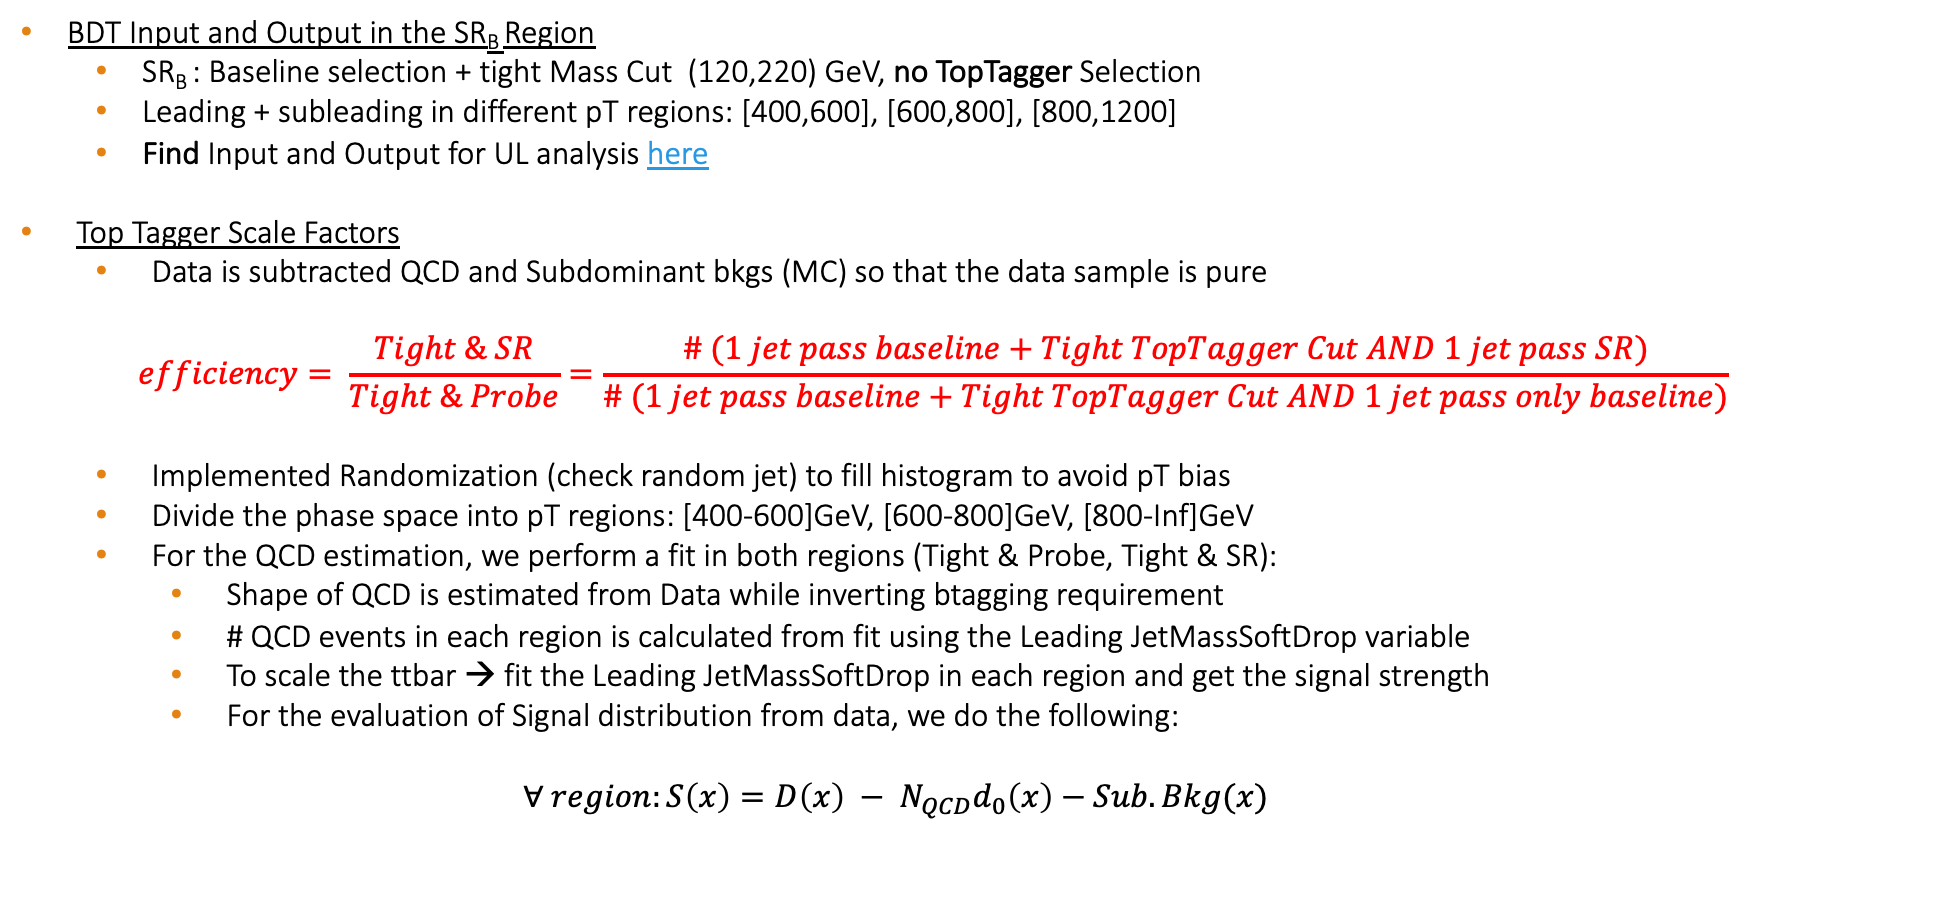 • BDT Input and Output in the SR_B Region
• SR_B : Baseline selection + tight Mass Cut (120,220) GeV, no TopTagger Selection
• Leading + subleading in different pT regions: [400,600], [600,800], [800,1200]
• Find Input and Output for UL analysis here
• Top Tagger Scale Factors
• Data is subtracted QCD and Subdominant bkgs (MC) so that the data sample is pure
efficiency = Tight & SR / Tight & Probe = # (1 jet pass baseline + Tight TopTagger Cut AND 1 jet pass SR) / # (1 jet pass baseline + Tight TopTagger Cut AND 1 jet pass only baseline)
• Implemented Randomization (check random jet) to fill histogram to avoid pT bias
• Divide the phase space into pT regions: [400-600]GeV, [600-800]GeV, [800-Inf]GeV
• For the QCD estimation, we perform a fit in both regions (Tight & Probe, Tight & SR):
• Shape of QCD is estimated from Data while inverting btagging requirement
• # QCD events in each region is calculated from fit using the Leading JetMassSoftDrop variable
• To scale the ttbar → fit the Leading JetMassSoftDrop in each region and get the signal strength
• For the evaluation of Signal distribution from data, we do the following:
∀ region: S(x) = D(x) − N_QCD d_0(x) − Sub. Bkg(x)